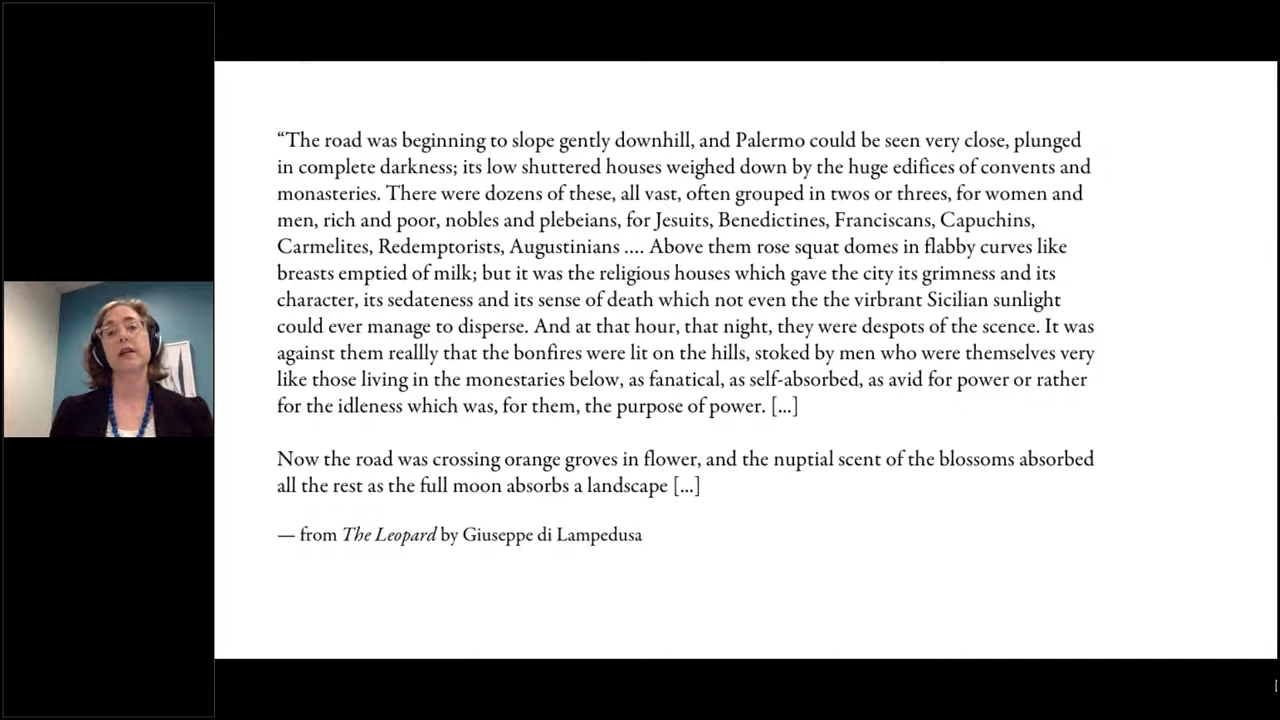 “The road was beginning to slope gently downhill, and Palermo could be seen very close, plunged
in complete darkness; its low shuttered houses weighed down by the huge edifices of convents and
monasteries. There were dozens of these, all vast, often grouped in twos or threes, for women and
men, rich and poor, nobles and plebeians, for Jesuits, Benedictines, Franciscans, Capuchins,
Carmelites, Redemptorists, Augustinians .... Above them rose squat domes in flabby curves like
breasts emptied of milk; but it was the religious houses which gave the city its grimness and its
character, its sedateness and its sense of death which not even the the virbrant Sicilian sunlight
could ever manage to disperse. And at that hour, that night, they were despots of the scence. It was
against them reallly that the bonfires were lit on the hills, stoked by men who were themselves very
like those living in the monestaries below, as fanatical, as self-absorbed, as avid for power or rather
for the idleness which was, for them, the purpose of power. [...]
Now the road was crossing orange groves in flower, and the nuptial scent of the blossoms absorbed
all the rest as the full moon absorbs a landscape [...]
— from The Leopard by Giuseppe di Lampedusa